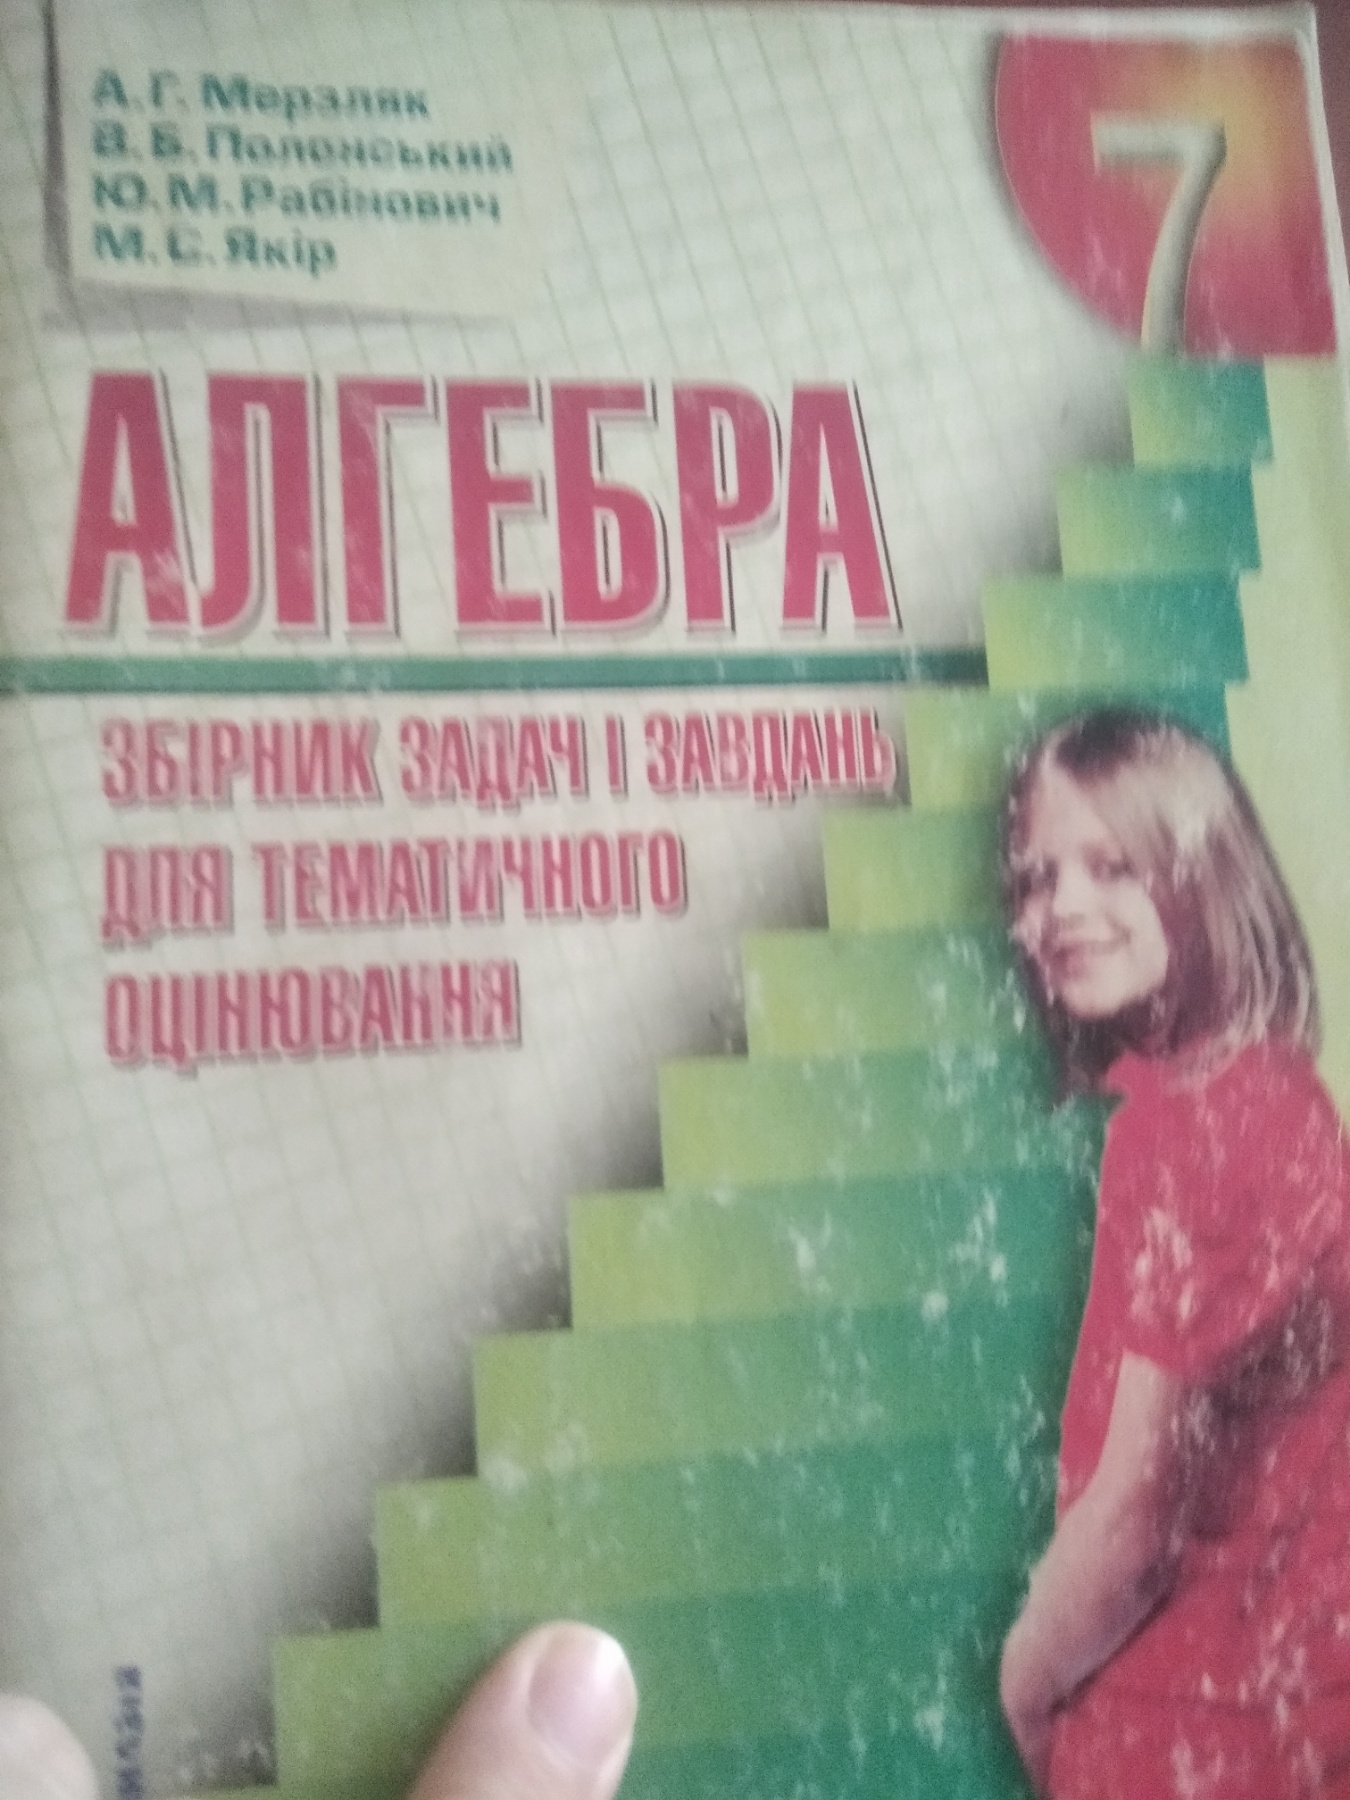 А. Г. Мерзляк
В. Б. Полонський
Ю. М. Рабінович
М. С. Якір
7
АЛГЕБРА
ЗБІРНИК ЗАДАЧ І ЗАВДАНЬ
ДЛЯ ТЕМАТИЧНОГО
ОЦІНЮВАННЯ